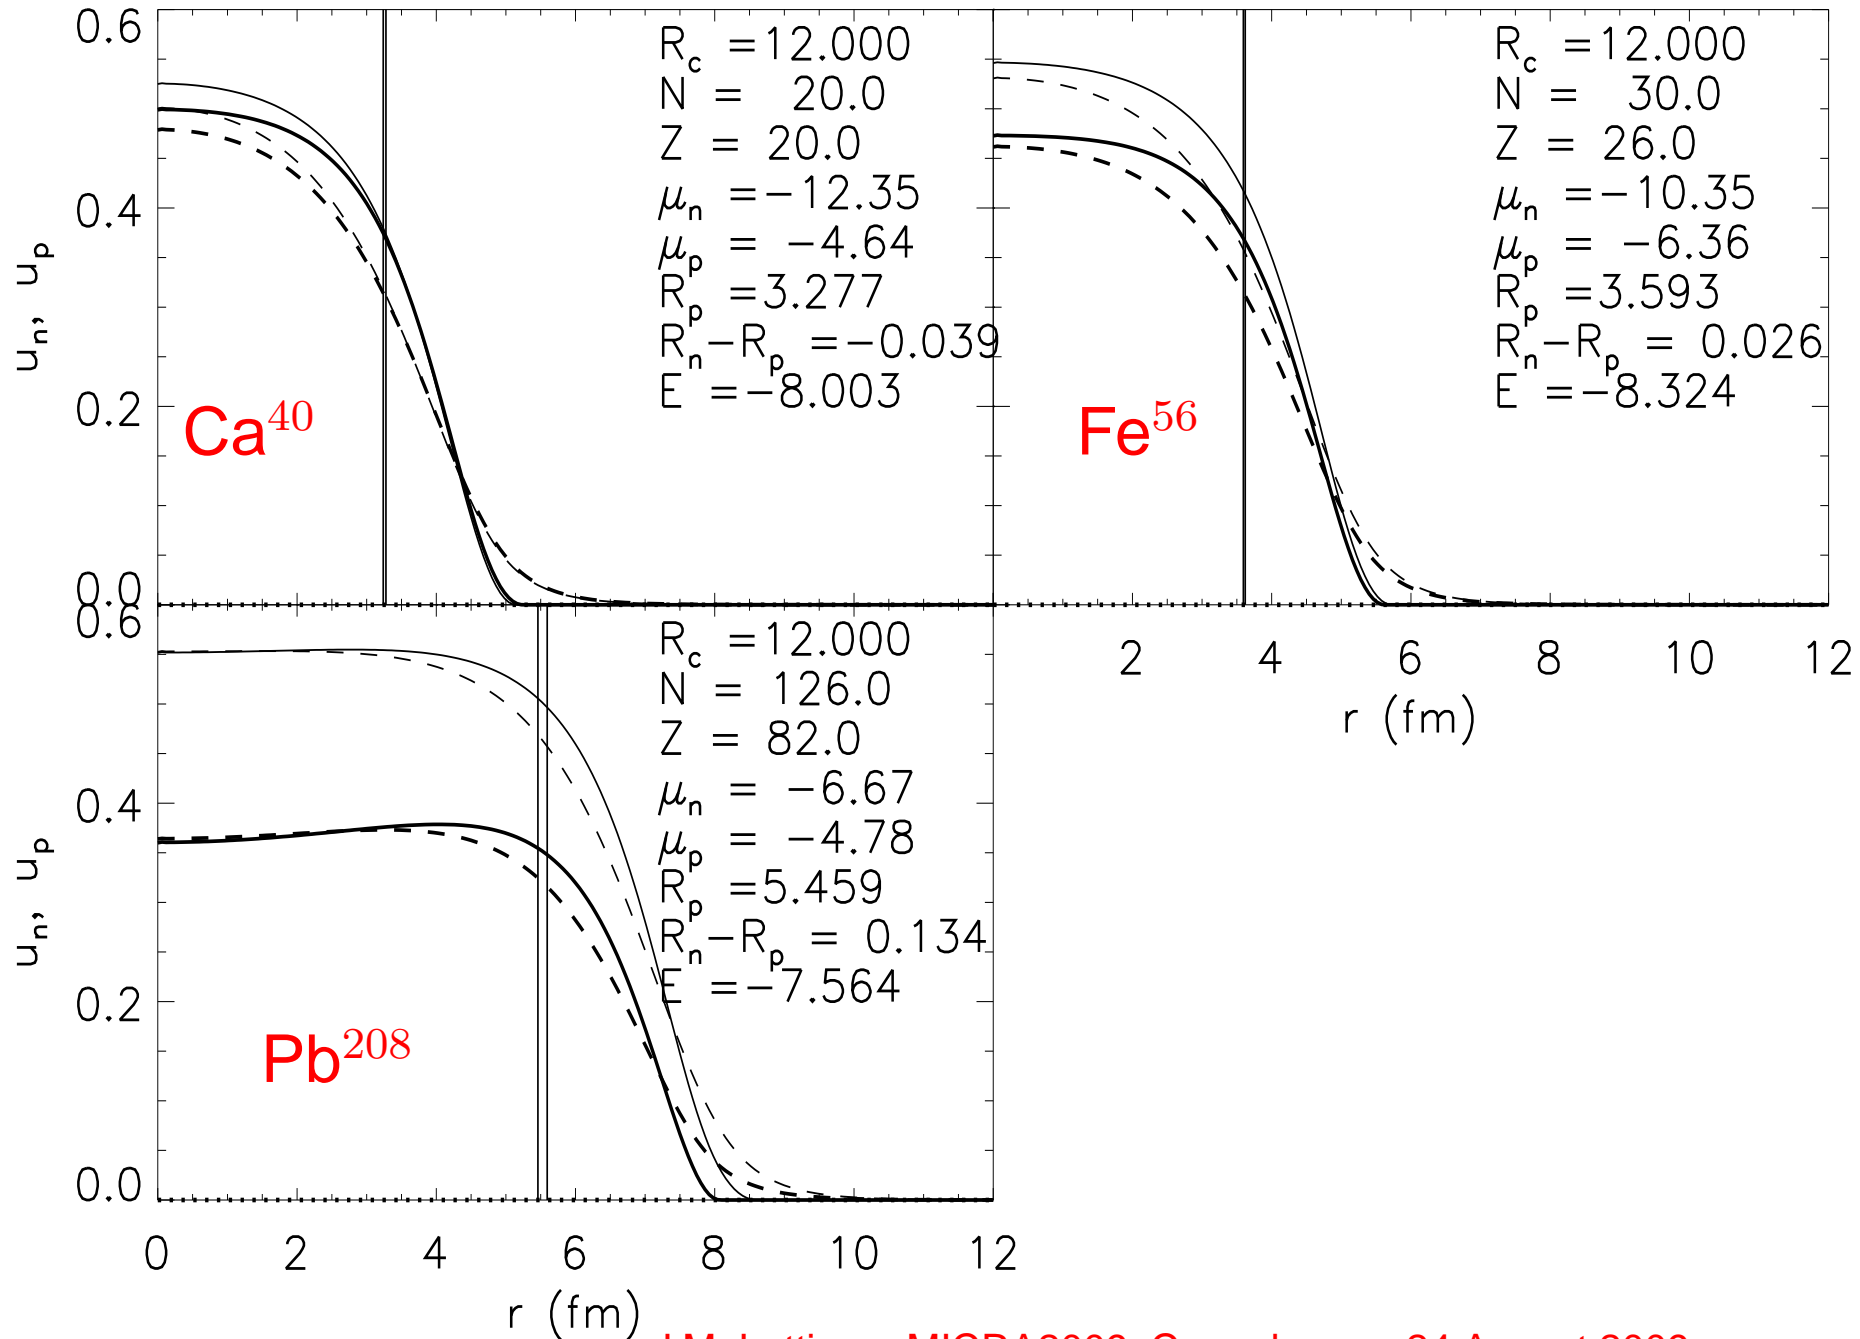 0.6
0.4
0.2
0.0
u_n, u_p
R_c =12.000
N = 20.0
Z = 20.0
μ_n =−12.35
μ_p = −4.64
R_p =3.277
R_n−R_p =−0.039
E =−8.003
Ca^40
R_c =12.000
N = 30.0
Z = 26.0
μ_n =−10.35
μ_p = −6.36
R_p =3.593
R_n−R_p = 0.026
E =−8.324
Fe^56
2 4 6 8 10 12
r (fm)
0.6
0.4
0.2
0.0
u_n, u_p
R_c =12.000
N = 126.0
Z = 82.0
μ_n = −6.67
μ_p = −4.78
R_p =5.459
R_n−R_p = 0.134
E =−7.564
Pb^208
0 2 4 6 8 10 12
r (fm)